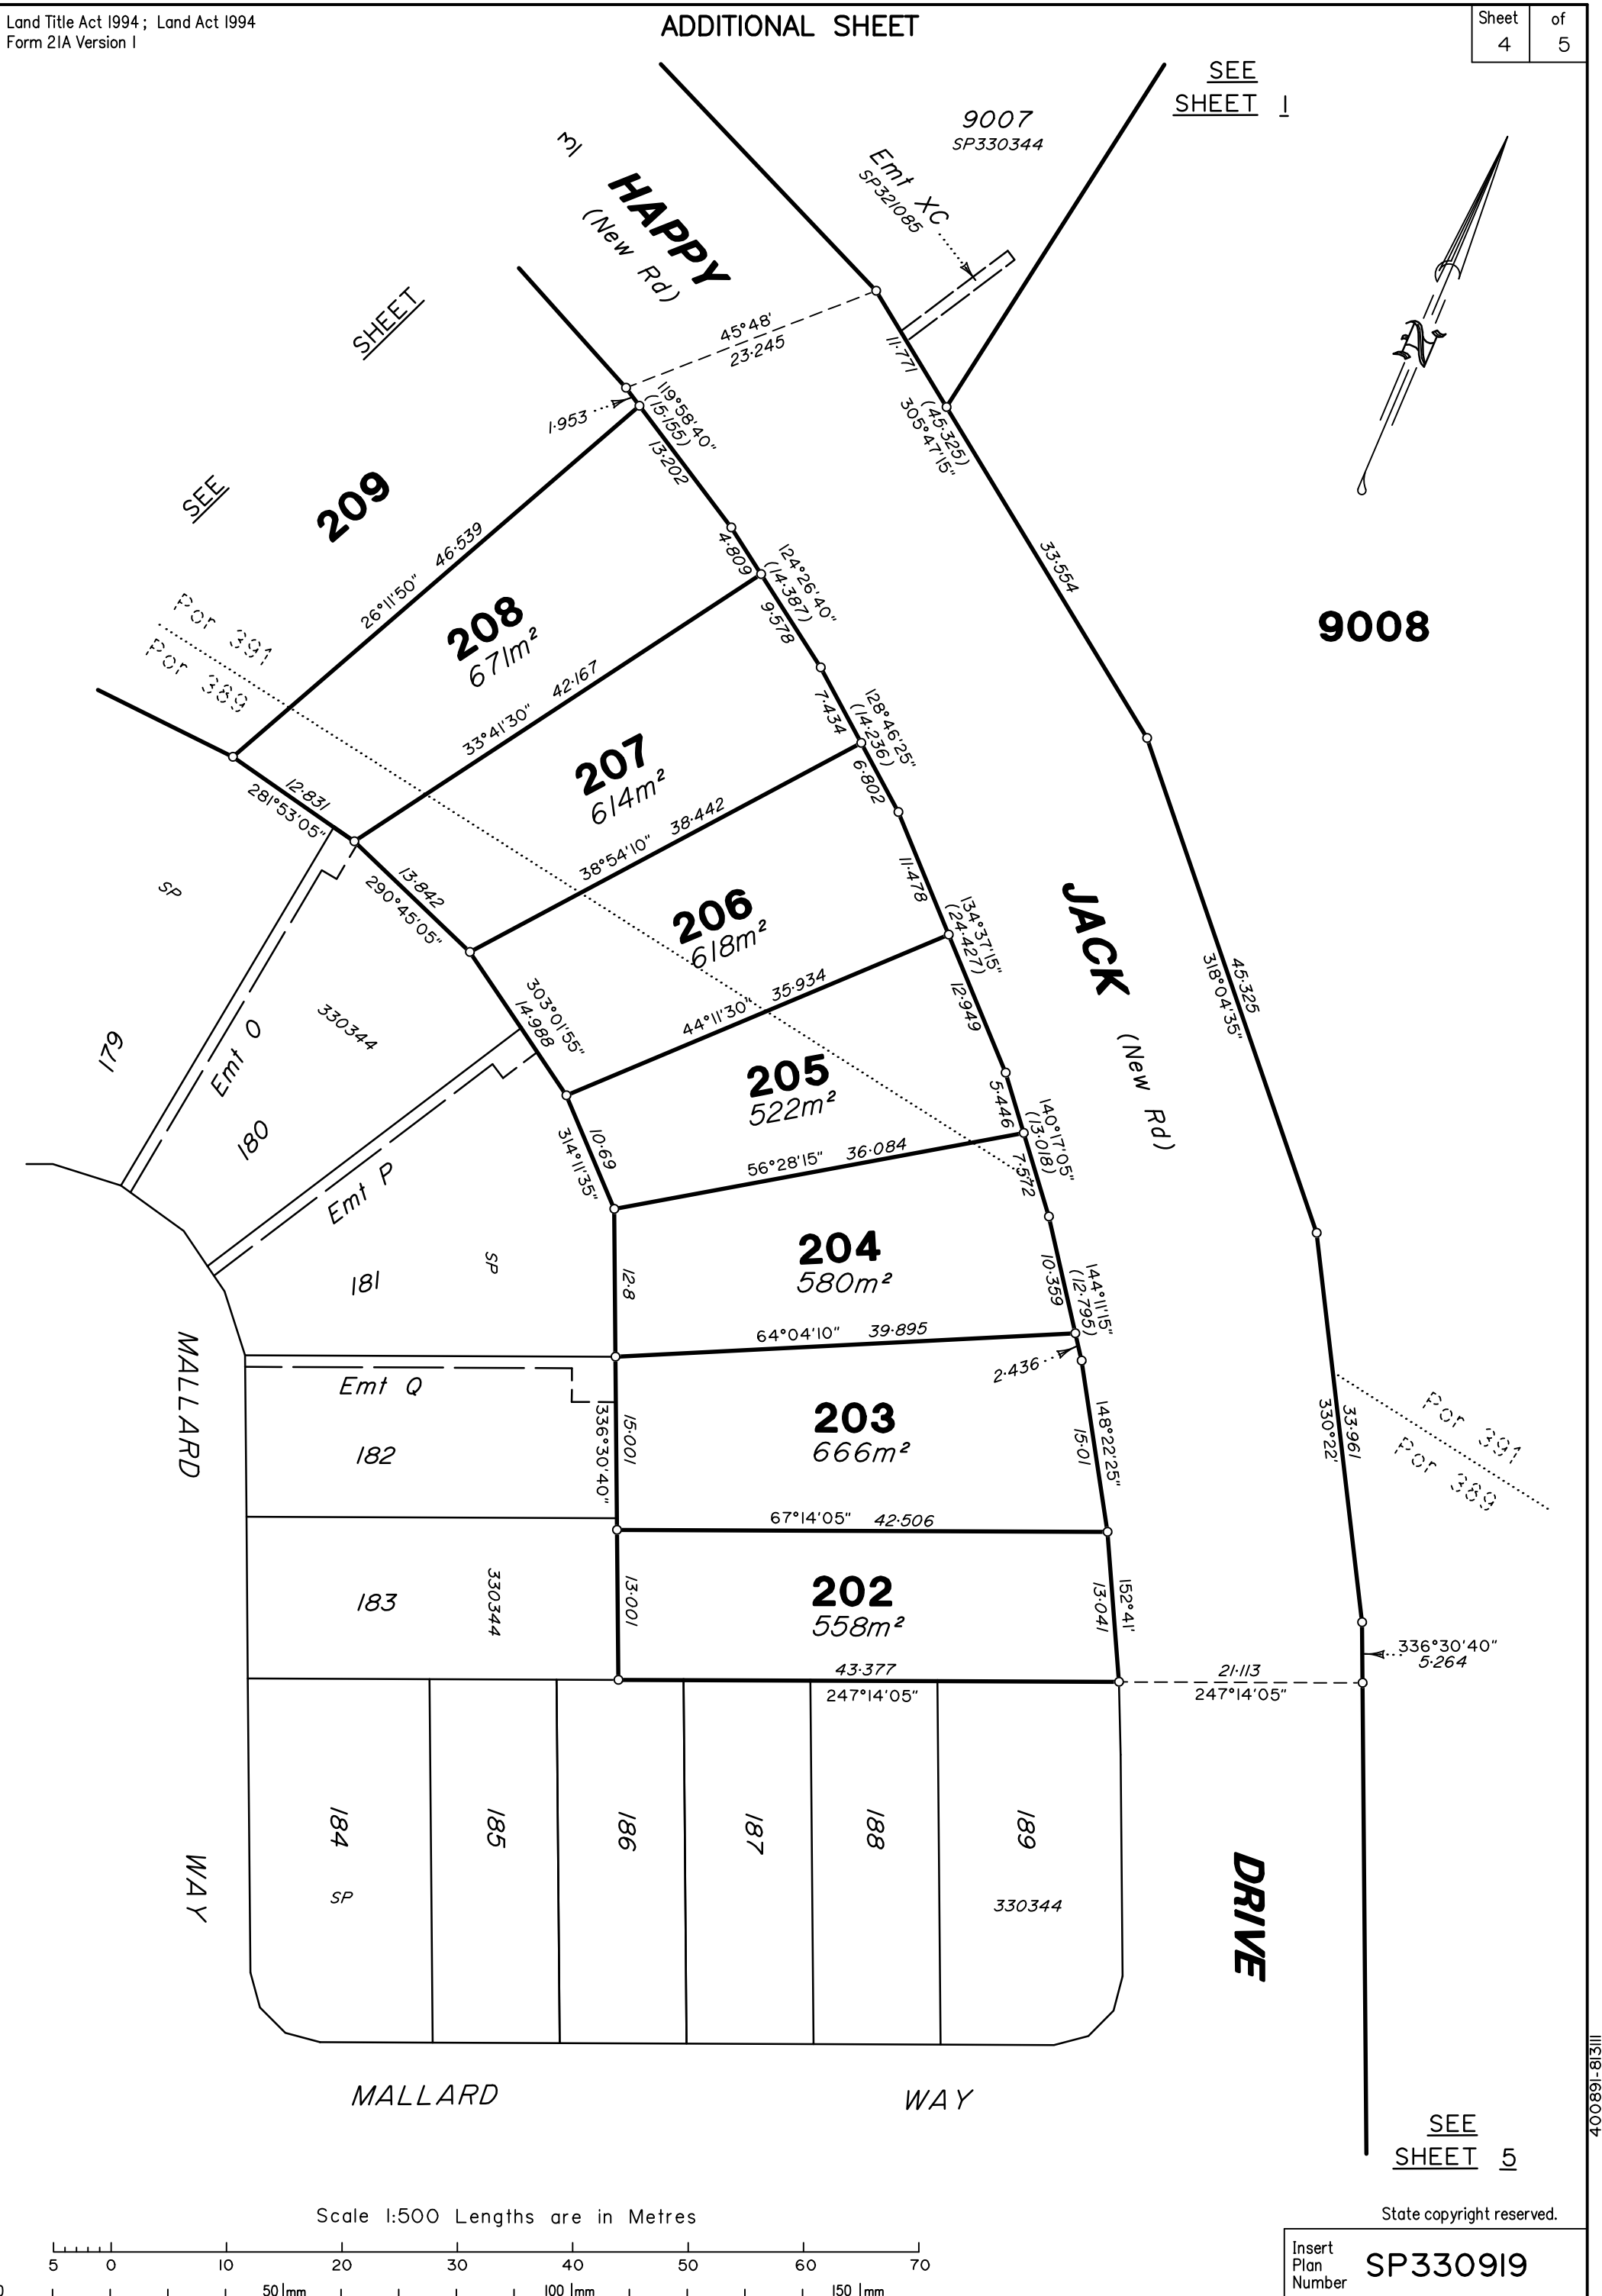 Land Title Act 1994 ; Land Act 1994
Form 21A Version 1
ADDITIONAL SHEET
Sheet
4
of
5
SEE
SHEET 1
9007
SP330344
Emt XC
SP321085
HAPPY
(New Rd)
SEE
SHEET
31
45°48'
23·245
11·771
(45·325)
305°47'15"
33·554
9008
1·953
119°58'40"
(15·155)
13·202
209
26°11'50" 46·539
4·809
124°26'40"
(14·387)
9·578
Por 391
Por 389
208
671m²
33°41'30" 42·167
7·434
128°46'25"
(14·236)
6·802
12·831
281°53'05"
207
614m²
38°54'10" 38·442
11·478
134°37'15"
(24·427)
12·949
13·842
290°45'05"
206
618m²
44°11'30" 35·934
JACK
(New Rd)
45·325
318°04'35"
303°01'55"
14·988
SP
330344
179
Emt O
180
Emt P
205
522m²
5·446
140°17'05"
(13·018)
7·572
10·69
314°11'35"
56°28'15" 36·084
204
580m²
12·8
10·359
144°11'15"
(12·795)
181
SP
64°04'10" 39·895
2·436
MALLARD
Emt Q
182
336°30'40"
15·001
203
666m²
148°22'25"
15·01
33·961
330°22'
Por 391
Por 389
67°14'05" 42·506
183
330344
13·001
202
558m²
152°41'
13·041
336°30'40"
5·264
43·377
247°14'05"
21·113
247°14'05"
184
SP
185
186
187
188
189
330344
WAY
DRIVE
MALLARD WAY
SEE
SHEET 5
400891-813111
Scale 1:500 Lengths are in Metres
State copyright reserved.
5 0 10 20 30 40 50 60 70
50mm 100mm 150mm
Insert
Plan
Number
SP330919